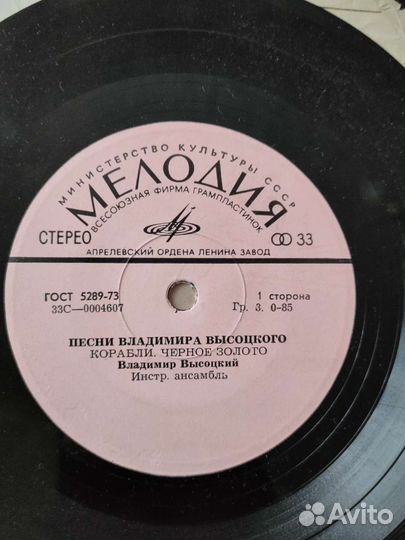 МИНИСТЕРСТВО КУЛЬТУРЫ СССР
МЕЛОДИЯ
ВСЕСОЮЗНАЯ ФИРМА ГРАМПЛАСТИНОК
СТЕРЕО 33
АПРЕЛЕВСКИЙ ОРДЕНА ЛЕНИНА ЗАВОД
ГОСТ 5289-73 1 сторона
33С—0004607 Гр. 3. 0-85
ПЕСНИ ВЛАДИМИРА ВЫСОЦКОГО
КОРАБЛИ. ЧЕРНОЕ ЗОЛОТО
Владимир Высоцкий
Инстр. ансамбль
Avito